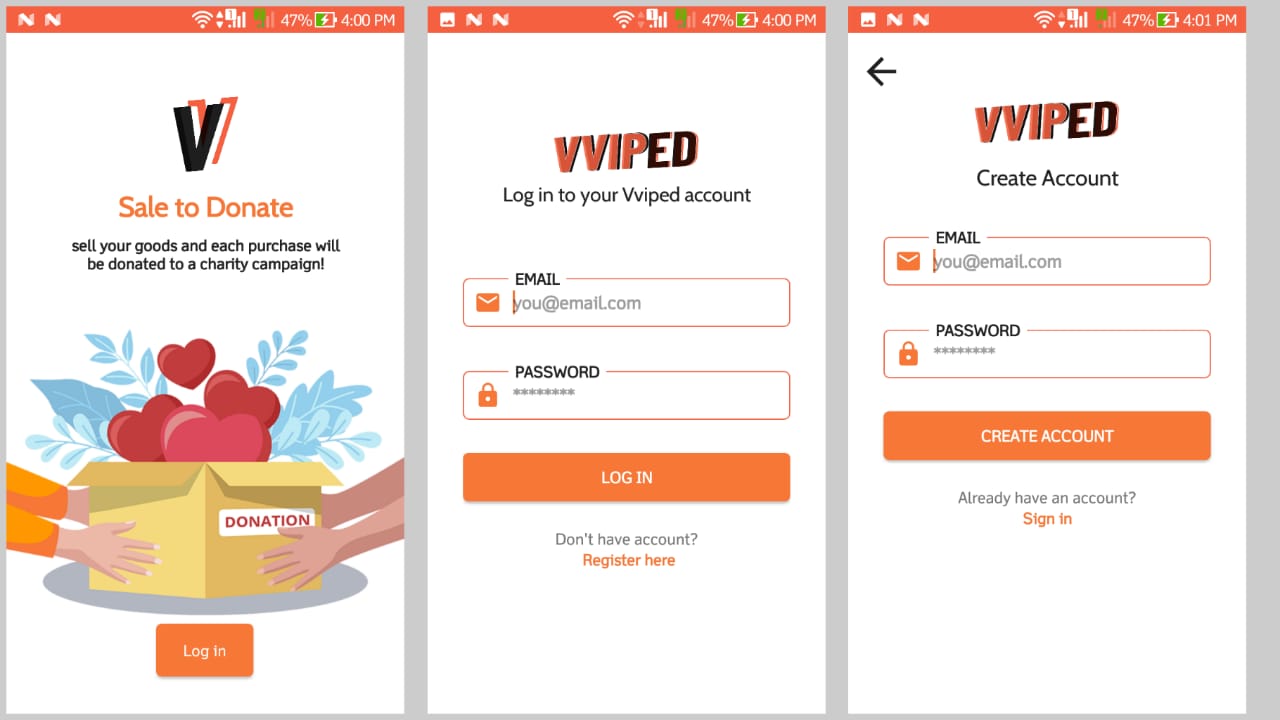 47% 4:00 PM
Sale to Donate
sell your goods and each purchase will
be donated to a charity campaign!
DONATION
Log in
47% 4:00 PM
VVIPED
Log in to your Vviped account
EMAIL
you@email.com
PASSWORD
********
LOG IN
Don't have account?
Register here
47% 4:01 PM
VVIPED
Create Account
EMAIL
you@email.com
PASSWORD
********
CREATE ACCOUNT
Already have an account?
Sign in